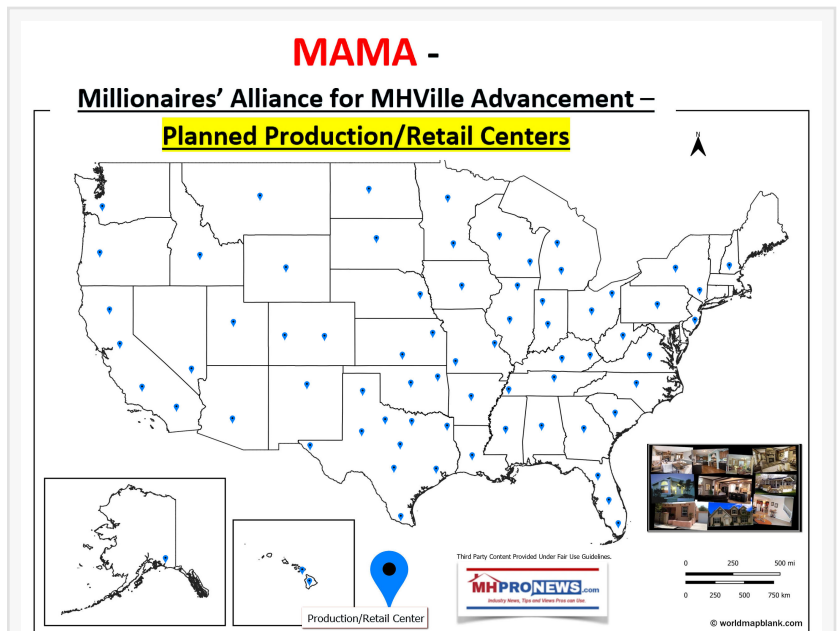 MAMA -
Millionaires’ Alliance for MHVille Advancement –
Planned Production/Retail Centers
N
Third Party Content Provided Under Fair Use Guidelines.
MHPRONEWS.com
Industry News, Tips and Views Pros can Use
Production/Retail Center
0 250 500 mi
0 250 500 750 km
© worldmapblank.com